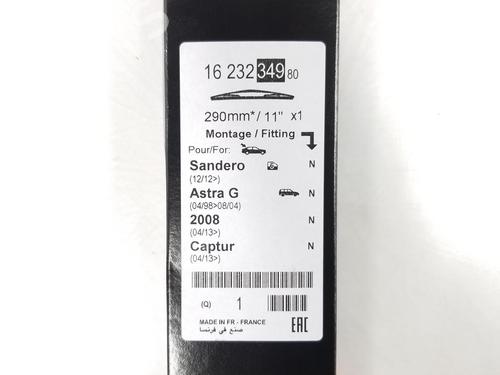 16 232 349 80
290mm*/ 11" x1
Montage / Fitting
Pour/For:
Sandero N
(12/12>)
Astra G N
(04/98>08/04)
2008 N
(04/13>)
Captur N
(04/13>)
(Q) 1
MADE IN FR - FRANCE
صنع في فرنسا
EAC